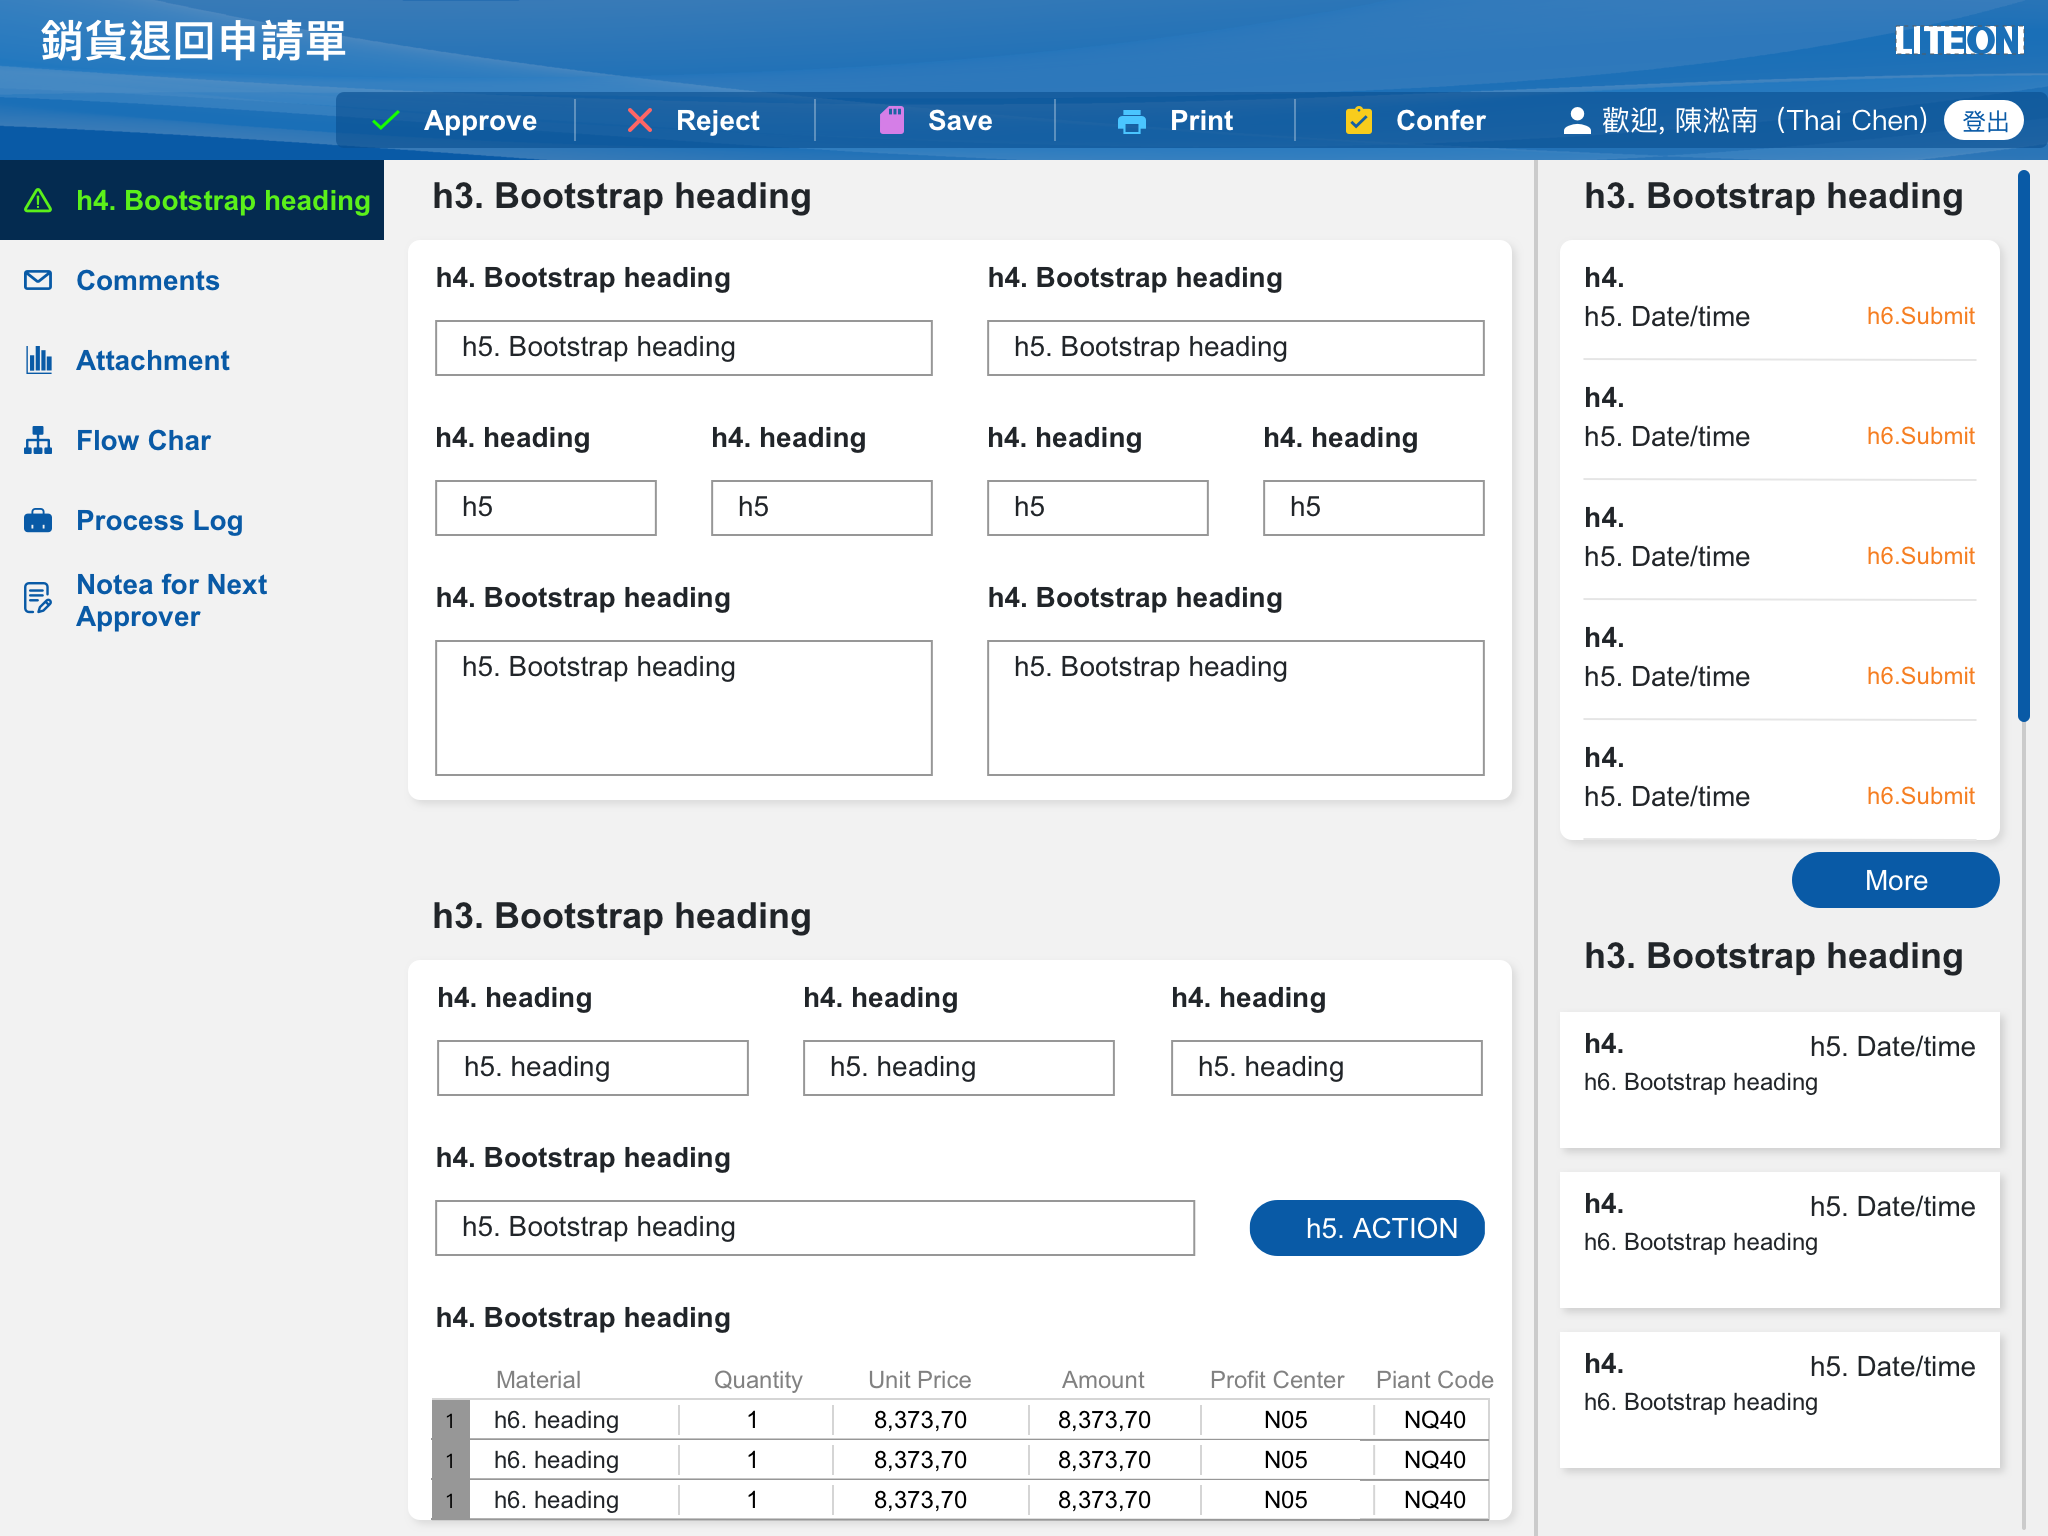 銷貨退回申請單
LITEON
Approve
Reject
Save
Print
Confer
歡迎, 陳淞南（Thai Chen）
登出
h4. Bootstrap heading
Comments
Attachment
Flow Char
Process Log
Notea for Next
Approver
h3. Bootstrap heading
h4. Bootstrap heading
h4. Bootstrap heading
h5. Bootstrap heading
h5. Bootstrap heading
h4. heading
h4. heading
h4. heading
h4. heading
h5
h5
h5
h5
h4. Bootstrap heading
h4. Bootstrap heading
h5. Bootstrap heading
h5. Bootstrap heading
h3. Bootstrap heading
h4. heading
h4. heading
h4. heading
h5. heading
h5. heading
h5. heading
h4. Bootstrap heading
h5. Bootstrap heading
h5. ACTION
h4. Bootstrap heading
Material Quantity Unit Price Amount Profit Center Piant Code
1 h6. heading 1 8,373,70 8,373,70 N05 NQ40
1 h6. heading 1 8,373,70 8,373,70 N05 NQ40
1 h6. heading 1 8,373,70 8,373,70 N05 NQ40
h3. Bootstrap heading
h4.
h5. Date/time h6.Submit
h4.
h5. Date/time h6.Submit
h4.
h5. Date/time h6.Submit
h4.
h5. Date/time h6.Submit
h4.
h5. Date/time h6.Submit
More
h3. Bootstrap heading
h4. h5. Date/time
h6. Bootstrap heading
h4. h5. Date/time
h6. Bootstrap heading
h4. h5. Date/time
h6. Bootstrap heading